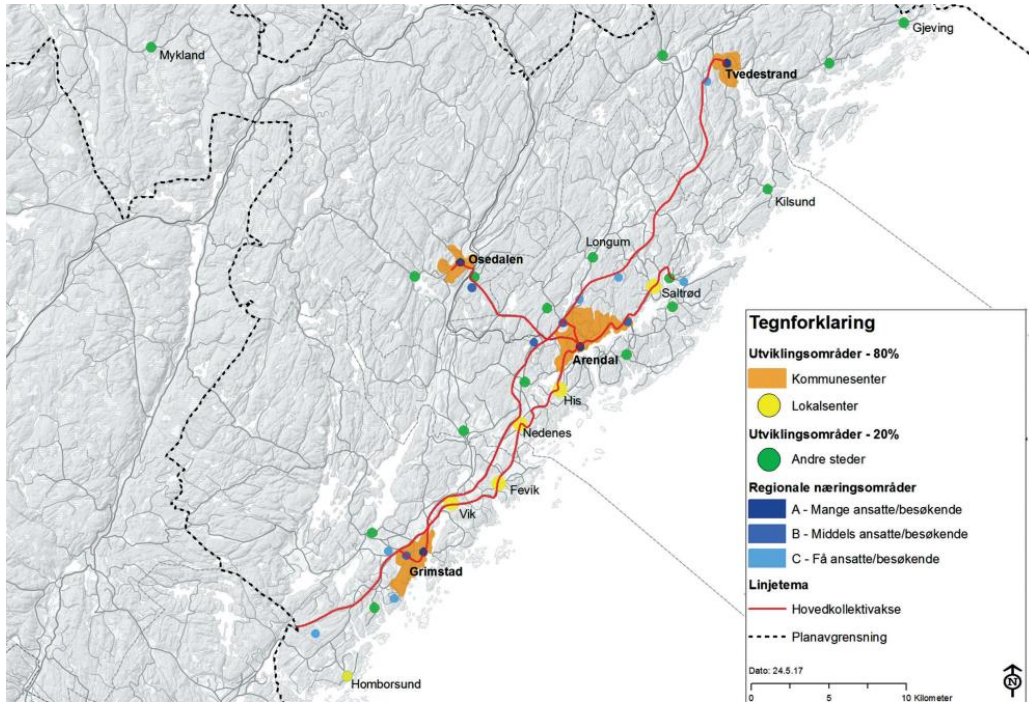 Gjeving
Mykland
Tvedestrand
Kilsund
Longum
Osedalen
Saltrød
Arendal
His
Nedenes
Fevik
Vik
Grimstad
Homborsund
Tegnforklaring
Utviklingsområder - 80%
Kommunesenter
Lokalsenter
Utviklingsområder - 20%
Andre steder
Regionale næringsområder
A - Mange ansatte/besøkende
B - Middels ansatte/besøkende
C - Få ansatte/besøkende
Linjetema
Hovedkollektivakse
Planavgrensning
Dato: 24.5.17
0 5 10 Kilometer
N